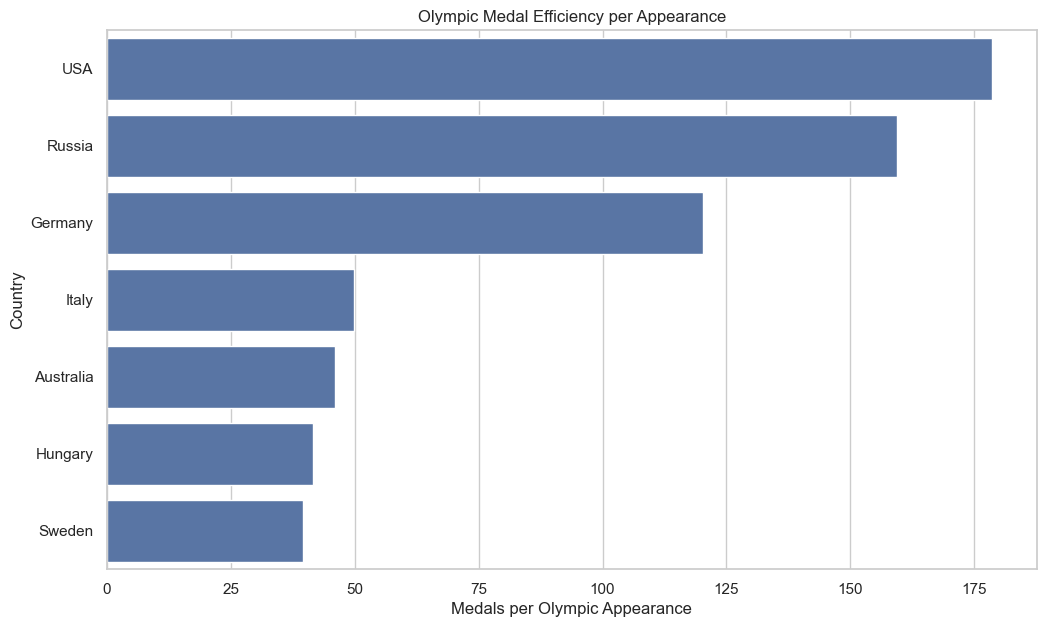 Olympic Medal Efficiency per Appearance
USA
Russia
Germany
Italy
Australia
Hungary
Sweden
Country
0 25 50 75 100 125 150 175
Medals per Olympic Appearance